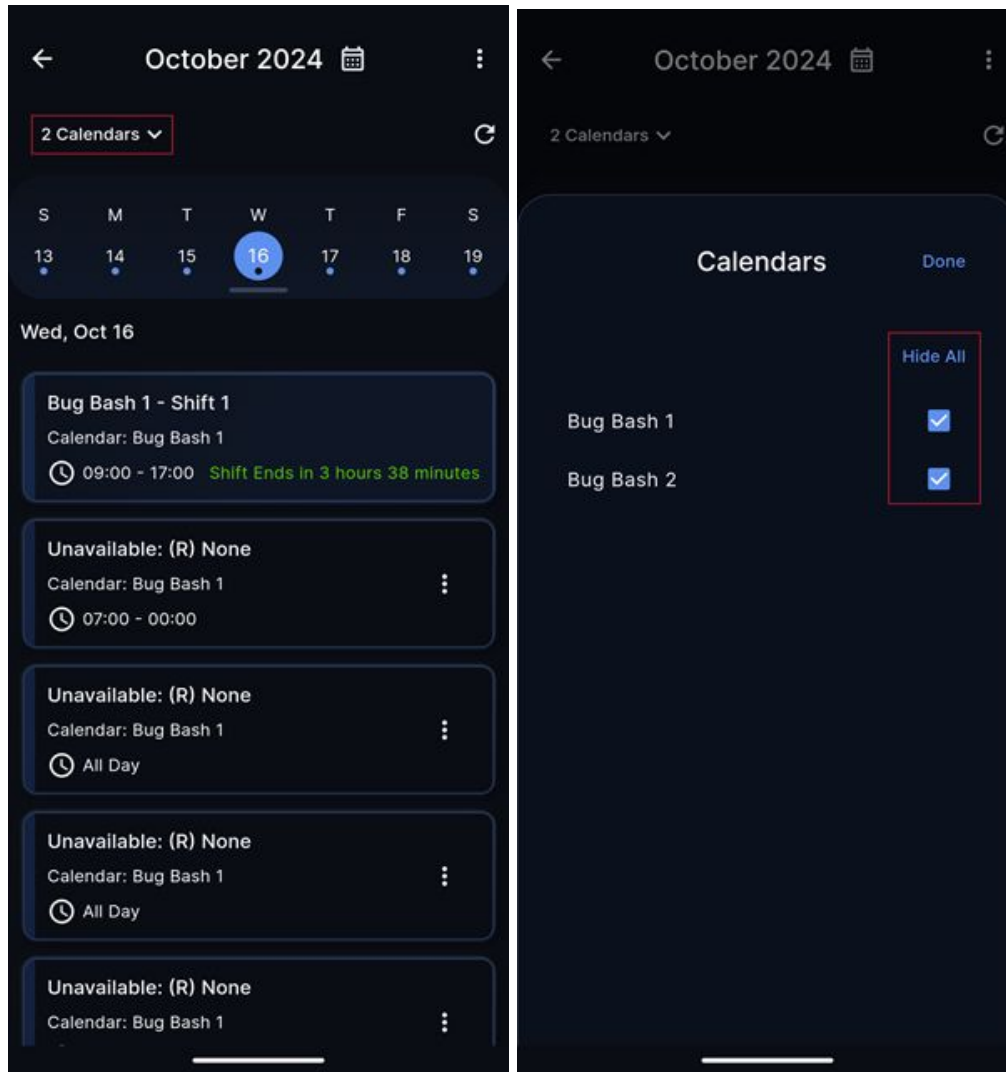 October 2024
2 Calendars
S M T W T F S
13 14 15 16 17 18 19
Wed, Oct 16
Bug Bash 1 - Shift 1
Calendar: Bug Bash 1
09:00 - 17:00 Shift Ends in 3 hours 38 minutes
Unavailable: (R) None
Calendar: Bug Bash 1
07:00 - 00:00
Unavailable: (R) None
Calendar: Bug Bash 1
All Day
Unavailable: (R) None
Calendar: Bug Bash 1
All Day
Unavailable: (R) None
Calendar: Bug Bash 1
October 2024
2 Calendars
Calendars Done
Hide All
Bug Bash 1
Bug Bash 2